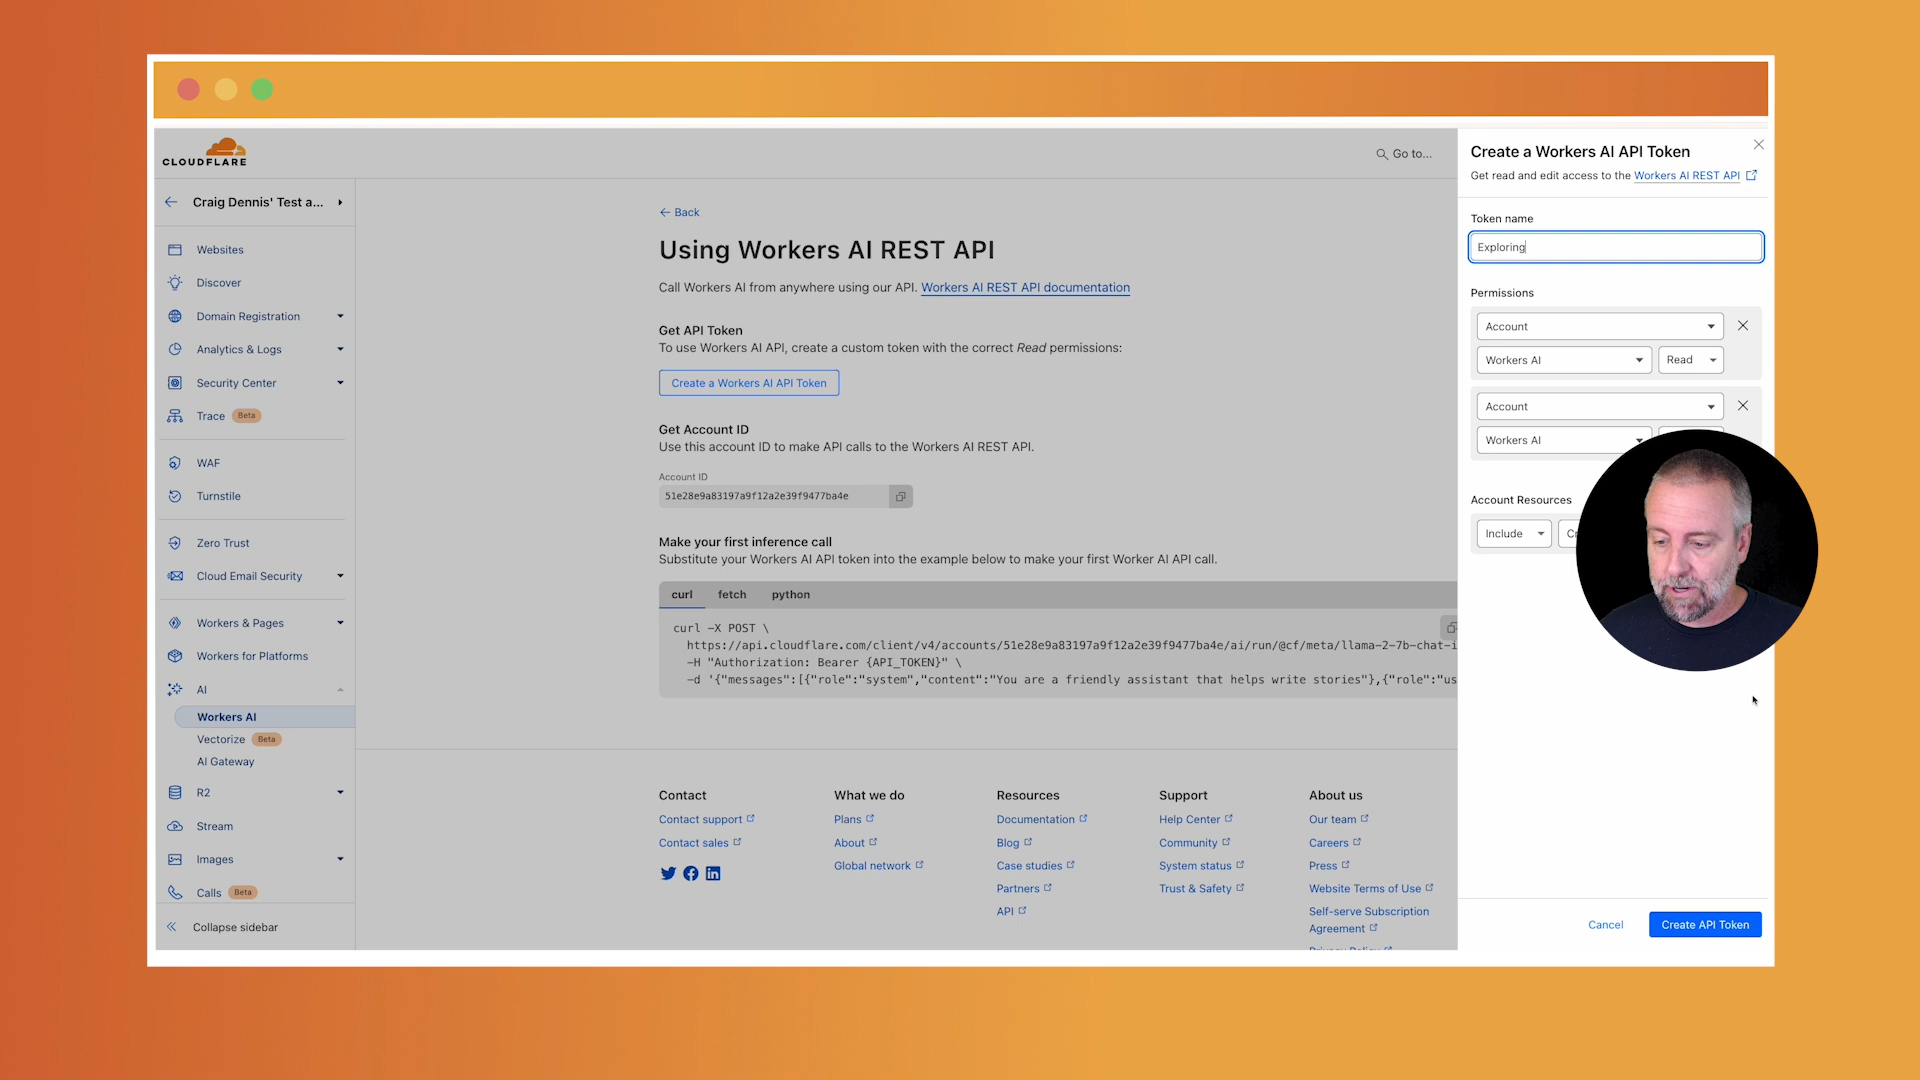 CLOUDFLARE
Go to...
Craig Dennis' Test a...
Websites
Discover
Domain Registration
Analytics & Logs
Security Center
Trace Beta
WAF
Turnstile
Zero Trust
Cloud Email Security
Workers & Pages
Workers for Platforms
AI
Workers AI
Vectorize Beta
AI Gateway
R2
Stream
Images
Calls Beta
Collapse sidebar
Back
Using Workers AI REST API
Call Workers AI from anywhere using our API. Workers AI REST API documentation
Get API Token
To use Workers AI API, create a custom token with the correct Read permissions:
Create a Workers AI API Token
Get Account ID
Use this account ID to make API calls to the Workers AI REST API.
Account ID
51e28e9a83197a9f12a2e39f9477ba4e
Make your first inference call
Substitute your Workers AI API token into the example below to make your first Worker AI API call.
curl fetch python
curl -X POST \
https://api.cloudflare.com/client/v4/accounts/51e28e9a83197a9f12a2e39f9477ba4e/ai/run/@cf/meta/llama-2-7b-chat-i
-H "Authorization: Bearer {API_TOKEN}" \
-d '{"messages":[{"role":"system","content":"You are a friendly assistant that helps write stories"},{"role":"us
Contact
Contact support
Contact sales
What we do
Plans
About
Global network
Resources
Documentation
Blog
Case studies
Partners
API
Support
Help Center
Community
System status
Trust & Safety
About us
Our team
Careers
Press
Website Terms of Use
Self-serve Subscription
Agreement
Create a Workers AI API Token
Get read and edit access to the Workers AI REST API
Token name
Exploring
Permissions
Account
Workers AI Read
Account
Workers AI
Account Resources
Include
Cancel Create API Token